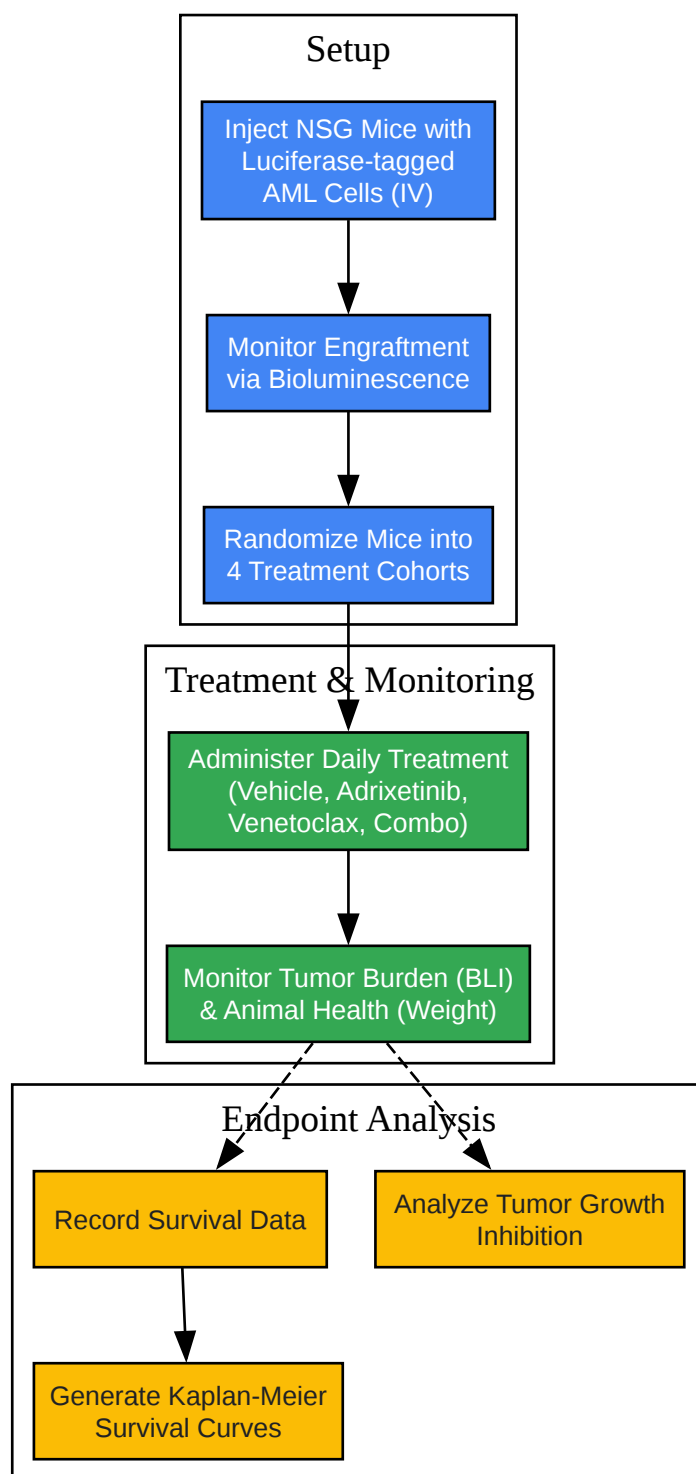 Setup
Inject NSG Mice with
Luciferase-tagged
AML Cells (IV)
Monitor Engraftment
via Bioluminescence
Randomize Mice into
4 Treatment Cohorts
Treatment & Monitoring
Administer Daily Treatment
(Vehicle, Adrixetinib,
Venetoclax, Combo)
Monitor Tumor Burden (BLI)
& Animal Health (Weight)
Endpoint Analysis
Record Survival Data
Analyze Tumor Growth
Inhibition
Generate Kaplan-Meier
Survival Curves